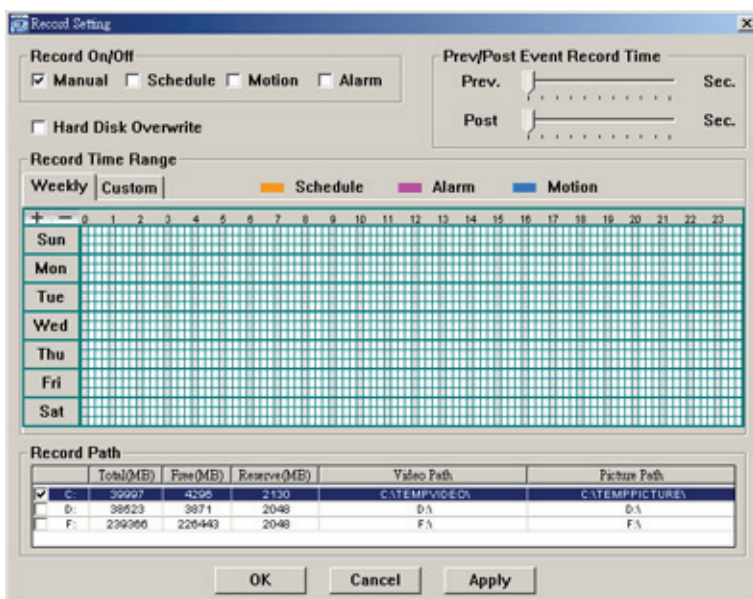 Record Setting
Record On/Off
Manual Schedule Motion Alarm
Hard Disk Overwrite
Prev/Post Event Record Time
Prev. Sec.
Post Sec.
Record Time Range
Weekly Custom Schedule Alarm Motion
+ - 0 1 2 3 4 5 6 7 8 9 10 11 12 13 14 15 16 17 18 19 20 21 22 23
Sun
Mon
Tue
Wed
Thu
Fri
Sat
Record Path
Total(MB) Free(MB) Reserve(MB) Video Path Picture Path
C: 39997 4296 2130 C:\TEMPVIDEO\ C:\TEMPPICTURE\
D: 38623 3871 2048 D:\ D:\
F: 239366 226443 2048 F:\ F:\
OK Cancel Apply